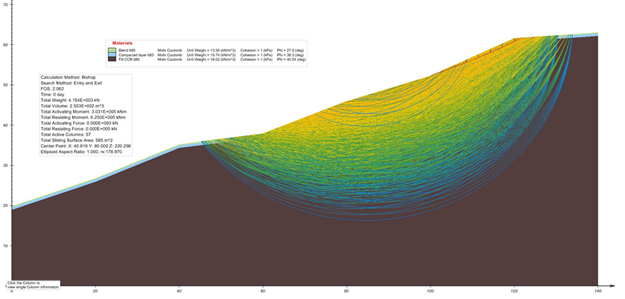 70
60
50
40
30
20
10
Materials
Blend-685 Mohr Coulomb Unit Weight = 13.36 (kN/m^3) Cohesion = 1 (kPa) Phi = 27.9 (deg)
Compacted layer-685 Mohr Coulomb Unit Weight = 19.74 (kN/m^3) Cohesion = 1 (kPa) Phi = 38.3 (deg)
Mohr Coulomb Unit Weight = 18.02 (kN/m^3) Cohesion = 1 (kPa) Phi = 40.04 (deg)
Calculation Method: Bishop
Search Method: Entry and Exit
FOS: 2.062
Time: 0 day
Total Weight: 4.154E+003 kN
Total Volume: 2.553E+002 m^3
Total Activating Moment: 3.031E+005 kNm
Total Resisting Moment: 6.250E+005 kNm
Total Activating Force: 0.000E+000 kN
Total Resisting Force: 0.000E+000 kN
Total Active Columns: 57
Total Sliding Surface Area: 585 m^2
Center Point X: 40.819 Y: 80.000 Z: 220.296
Ellipsoid Aspect Ratio: 1.000, rx:178.970
Click the Column to
view single Column information.
0 20 40 60 80 100 120 140